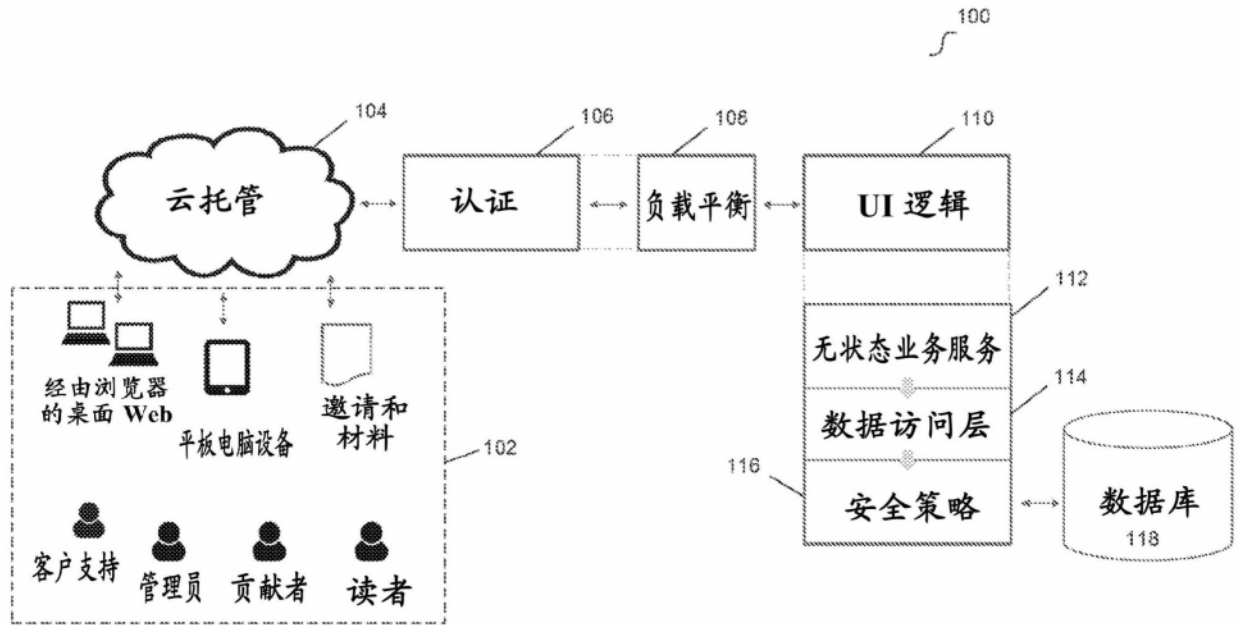 100
104
106
108
110
云托管
认证
负载平衡
UI 逻辑
112
无状态业务服务
经由浏览器
的桌面 Web
平板电脑设备
邀请和
材料
114
数据访问层
102
116
安全策略
数据库
118
客户支持
管理员
贡献者
读者